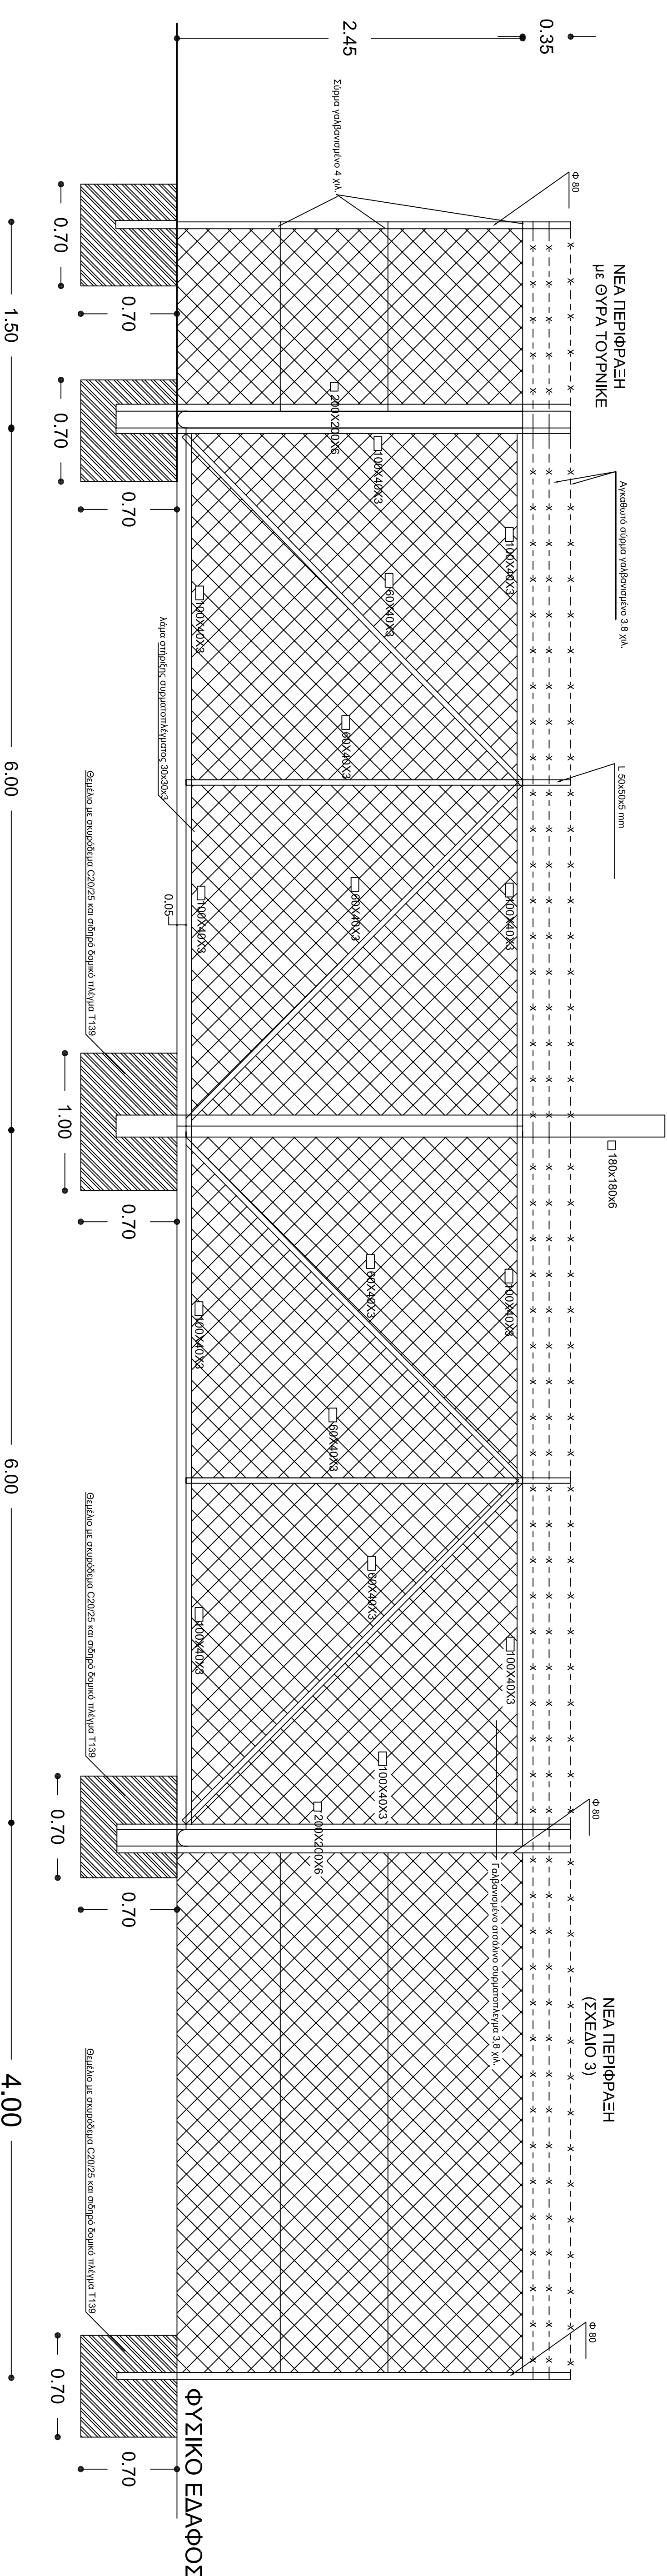 0.35
2.45
Σύρμα γαλβανισμένο 4 χιλ.
Φ 80
ΝΕΑ ΠΕΡΙΦΡΑΞΗ
με ΘΥΡΑ ΤΟΥΡΝΙΚΕ
Αγκαθωτό σύρμα γαλβανισμένο 3.8 χιλ.
L 50x50x5 mm
180x180x6
Φ 80
ΝΕΑ ΠΕΡΙΦΡΑΞΗ
(ΣΧΕΔΙΟ 3)
Φ 80
100X40X3
100X40X3
100X40X3
100X40X3
Γαλβανισμένο ατσάλινο συρματοπλεγμα 3,8 χιλ.
200X200X6
100X40X3
60X40X3
60X40X3
60X40X3
60X40X3
60X40X3
60X40X3
100X40X3
200X200X6
100X40X3
100X40X3
100X40X3
100X40X3
λάμα στήριξης συρματοπλέγματος 30x30x3
0.05
ΦΥΣΙΚΟ ΕΔΑΦΟΣ
0.70
0.70
0.70
0.70
0.70
Θεμέλιο με σκυρόδεμα C20/25 και σιδηρό δομικό πλέγμα T139
Θεμέλιο με σκυρόδεμα C20/25 και σιδηρό δομικό πλέγμα T139
Θεμέλιο με σκυρόδεμα C20/25 και σιδηρό δομικό πλέγμα T139
0.70
0.70
1.00
0.70
0.70
1.50
6.00
6.00
4.00